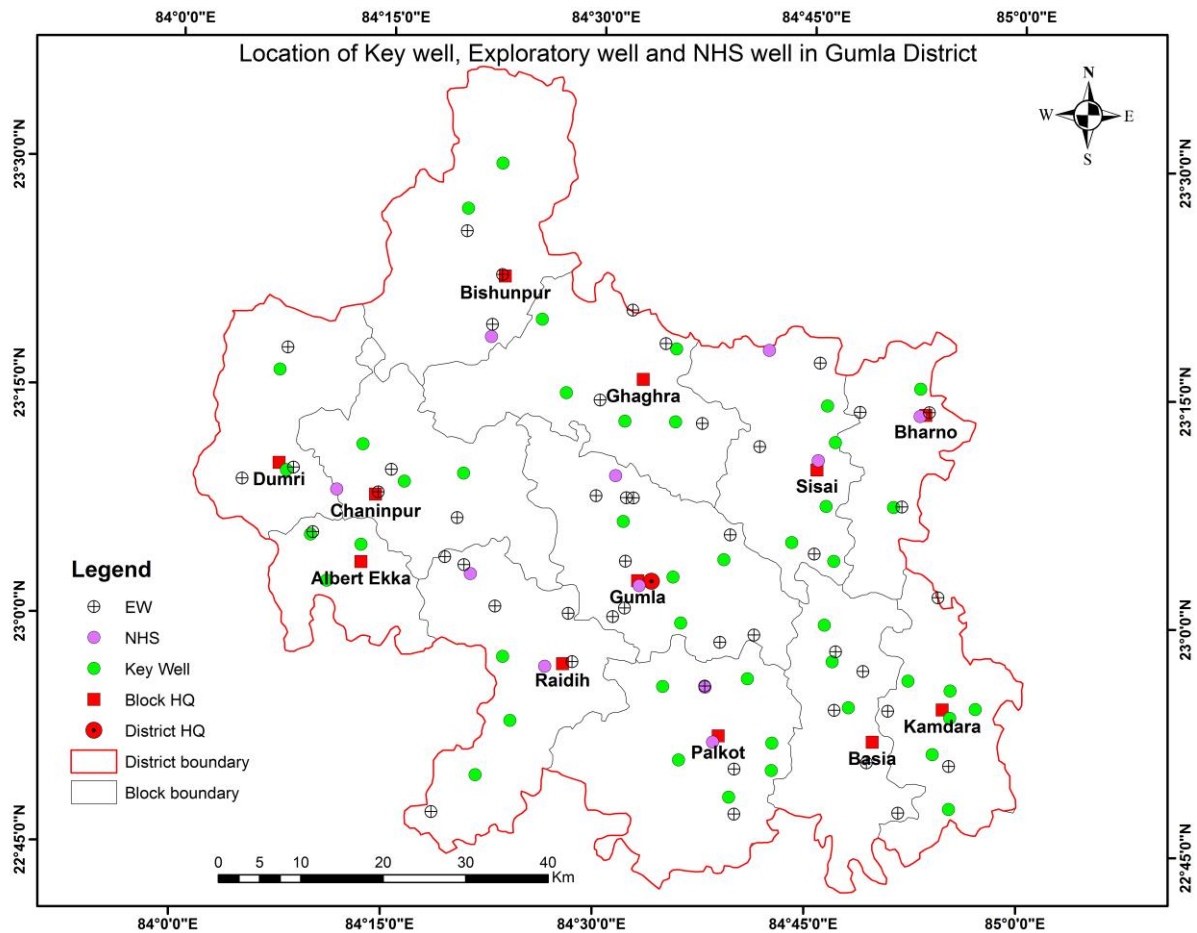 84°0'0"E 84°15'0"E 84°30'0"E 84°45'0"E 85°0'0"E
Location of Key well, Exploratory well and NHS well in Gumla District
N
W E
S
23°30'0"N 23°30'0"N
Bishunpur
23°15'0"N 23°15'0"N
Ghaghra
Bharno
Dumri
Sisai
Chaninpur
Albert Ekka
Gumla
23°0'0"N 23°0'0"N
Raidih
Kamdara
Palkot
Basia
22°45'0"N 22°45'0"N
Legend
EW
NHS
Key Well
Block HQ
District HQ
District boundary
Block boundary
0 5 10 20 30 40
Km
84°0'0"E 84°15'0"E 84°30'0"E 84°45'0"E 85°0'0"E